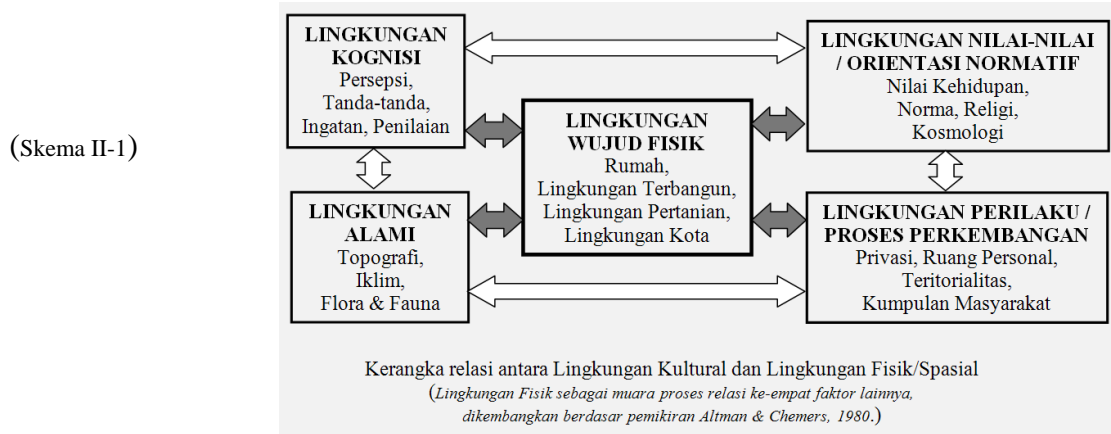 (Skema II-1)
LINGKUNGAN
KOGNISI
Persepsi,
Tanda-tanda,
Ingatan, Penilaian
LINGKUNGAN NILAI-NILAI
/ ORIENTASI NORMATIF
Nilai Kehidupan,
Norma, Religi,
Kosmologi
LINGKUNGAN
WUJUD FISIK
Rumah,
Lingkungan Terbangun,
Lingkungan Pertanian,
Lingkungan Kota
LINGKUNGAN
ALAMI
Topografi,
Iklim,
Flora & Fauna
LINGKUNGAN PERILAKU /
PROSES PERKEMBANGAN
Privasi, Ruang Personal,
Teritorialitas,
Kumpulan Masyarakat
Kerangka relasi antara Lingkungan Kultural dan Lingkungan Fisik/Spasial
(Lingkungan Fisik sebagai muara proses relasi ke-empat faktor lainnya,
dikembangkan berdasar pemikiran Altman & Chemers, 1980.)